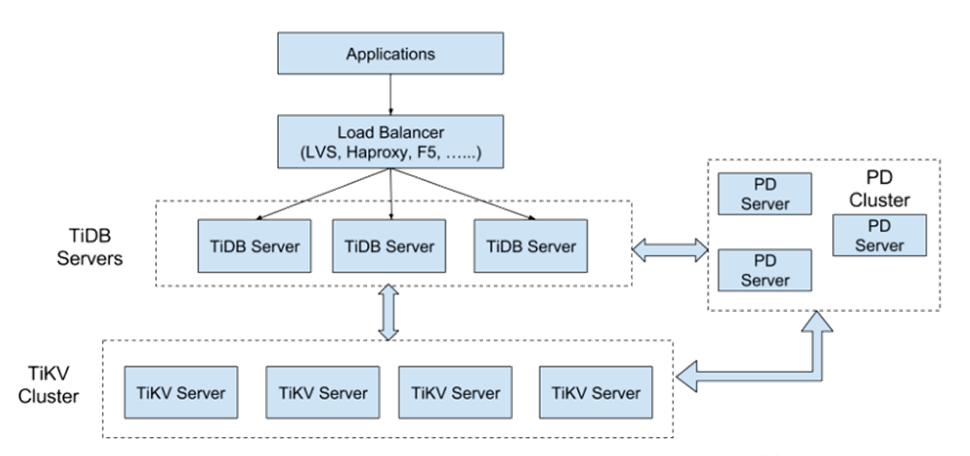 Applications
Load Balancer
(LVS, Haproxy, F5, …...)
TiDB
Servers
TiDB Server
TiDB Server
TiDB Server
PD
Cluster
PD
Server
PD
Server
PD
Server
TiKV
Cluster
TiKV Server
TiKV Server
TiKV Server
TiKV Server